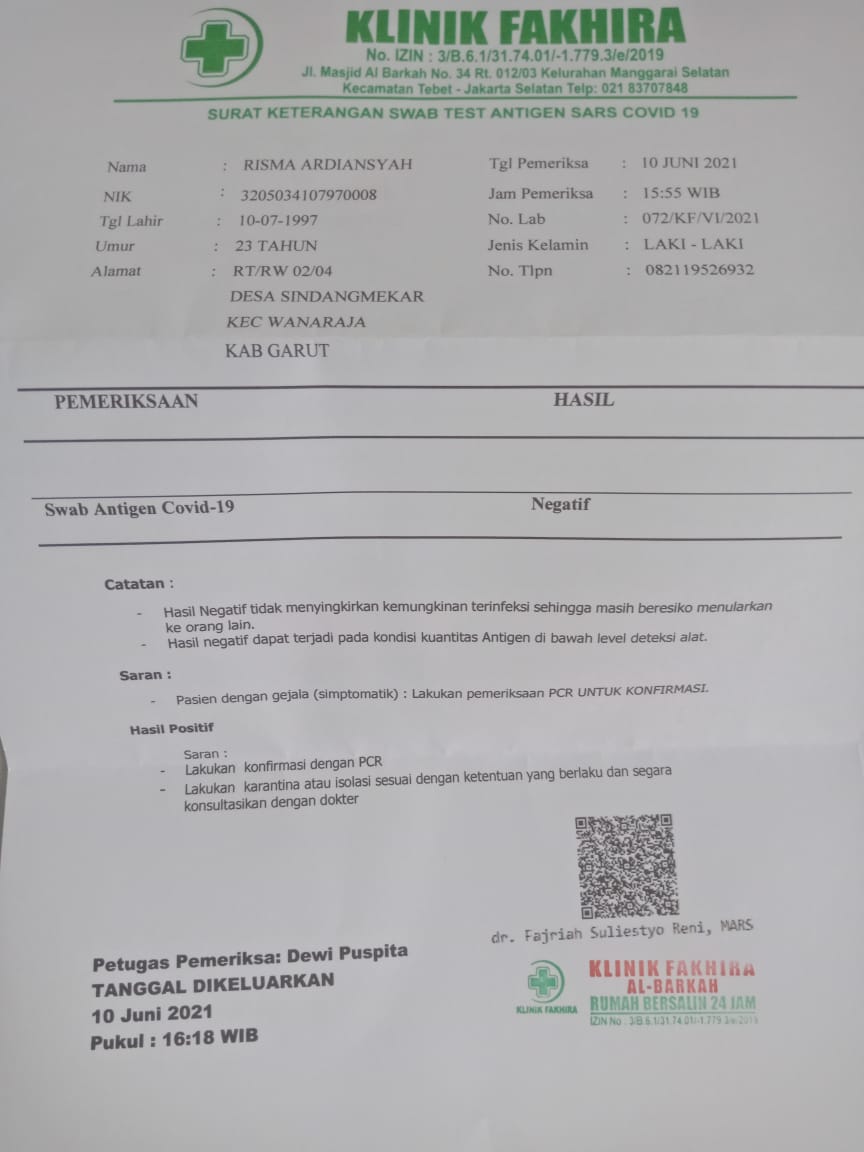 KLINIK FAKHIRA
No. IZIN : 3/B.6.1/31.74.01/-1.779.3/e/2019
Jl. Masjid Al Barkah No. 34 Rt. 012/03 Kelurahan Manggarai Selatan
Kecamatan Tebet - Jakarta Selatan Telp: 021 83707848
SURAT KETERANGAN SWAB TEST ANTIGEN SARS COVID 19
Nama : RISMA ARDIANSYAH Tgl Pemeriksa : 10 JUNI 2021
NIK : 3205034107970008 Jam Pemeriksa : 15:55 WIB
Tgl Lahir : 10-07-1997 No. Lab : 072/KF/VI/2021
Umur : 23 TAHUN Jenis Kelamin : LAKI - LAKI
Alamat : RT/RW 02/04 No. Tlpn : 082119526932
DESA SINDANGMEKAR
KEC WANARAJA
KAB GARUT
PEMERIKSAAN HASIL
Swab Antigen Covid-19 Negatif
Catatan :
- Hasil Negatif tidak menyingkirkan kemungkinan terinfeksi sehingga masih beresiko menularkan
ke orang lain.
- Hasil negatif dapat terjadi pada kondisi kuantitas Antigen di bawah level deteksi alat.
Saran :
- Pasien dengan gejala (simptomatik) : Lakukan pemeriksaan PCR UNTUK KONFIRMASI.
Hasil Positif
Saran :
- Lakukan konfirmasi dengan PCR
- Lakukan karantina atau isolasi sesuai dengan ketentuan yang berlaku dan segara
konsultasikan dengan dokter
dr. Fajriah Suliestyo Reni, MARS
Petugas Pemeriksa: Dewi Puspita
TANGGAL DIKELUARKAN
10 Juni 2021
Pukul : 16:18 WIB
KLINIK FAKHIRA
KLINIK FAKHIRA
AL-BARKAH
RUMAH BERSALIN 24 JAM
IZIN No : 3/B.6.1/31.74.01/-1.779.3/e/2019